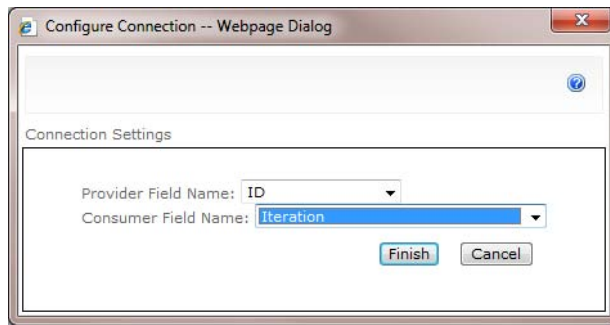 Configure Connection -- Webpage Dialog
Connection Settings
Provider Field Name: ID
Consumer Field Name: Iteration
Finish Cancel